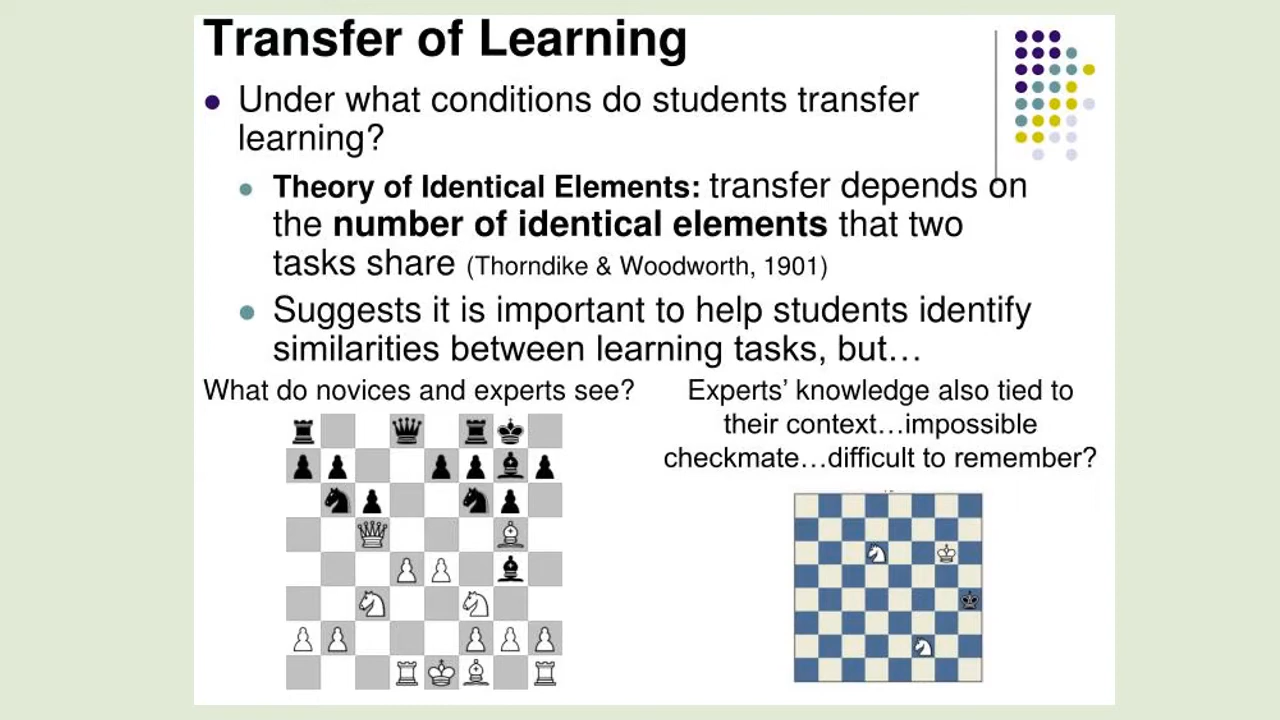 Transfer of Learning
Under what conditions do students transfer
learning?
Theory of Identical Elements: transfer depends on
the number of identical elements that two
tasks share (Thorndike & Woodworth, 1901)
Suggests it is important to help students identify
similarities between learning tasks, but…
What do novices and experts see?
Experts’ knowledge also tied to
their context…impossible
checkmate…difficult to remember?